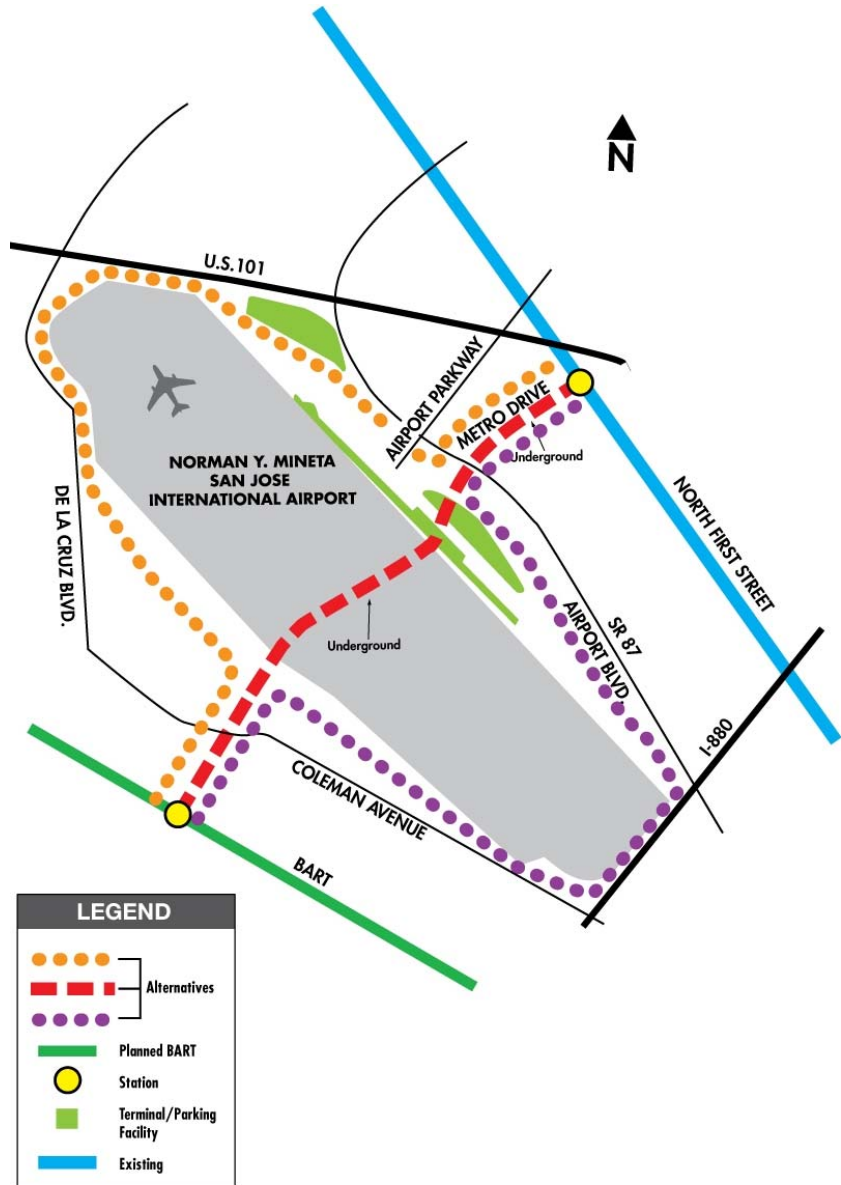 N
U.S.101
AIRPORT PARKWAY
METRO DRIVE
Underground
NORMAN Y. MINETA
SAN JOSE
INTERNATIONAL AIRPORT
DE LA CRUZ BLVD.
NORTH FIRST STREET
SR 87
AIRPORT BLVD.
Underground
I-880
COLEMAN AVENUE
BART
LEGEND
Alternatives
Planned BART
Station
Terminal/Parking
Facility
Existing